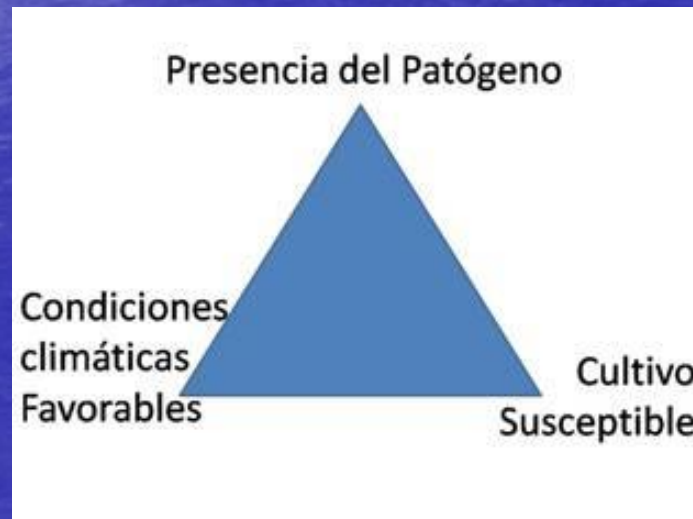 Presencia del Patógeno
Condiciones
climáticas
Favorables
Cultivo
Susceptible